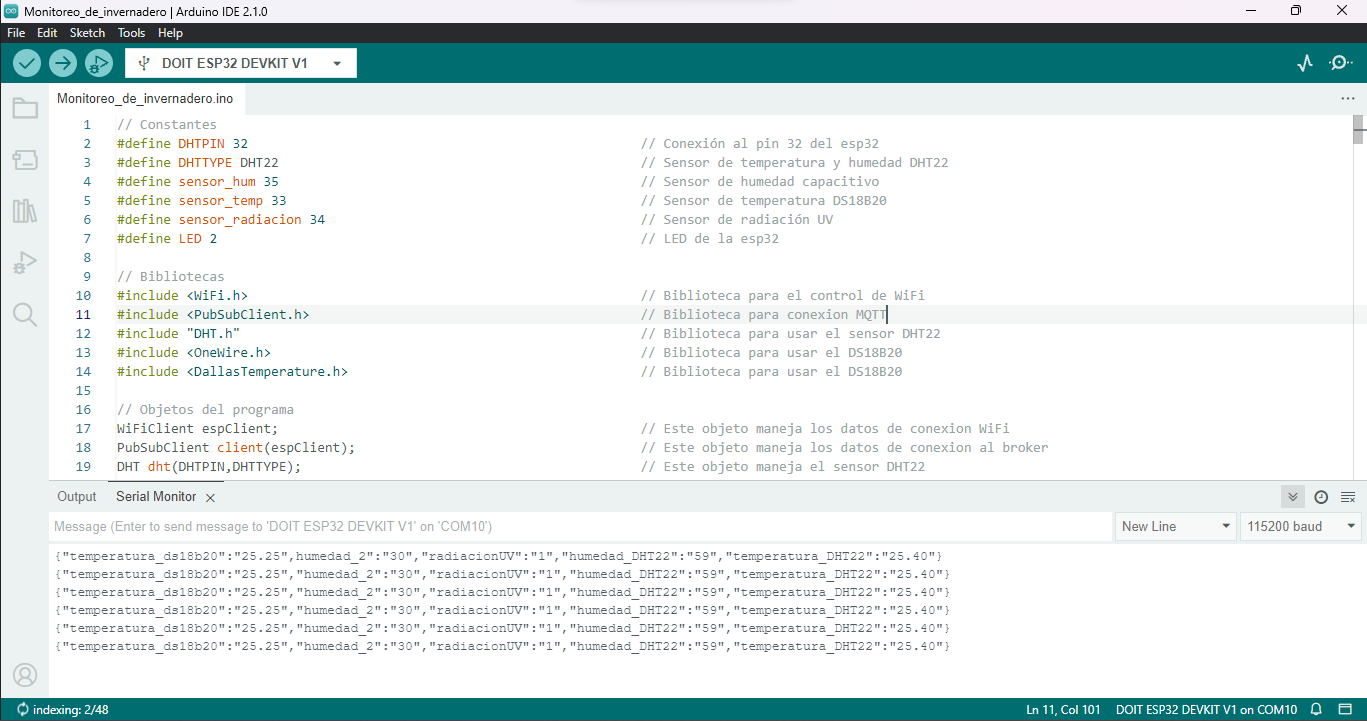 Monitoreo_de_invernadero | Arduino IDE 2.1.0
File Edit Sketch Tools Help
DOIT ESP32 DEVKIT V1
Monitoreo_de_invernadero.ino
1 // Constantes
2 #define DHTPIN 32 // Conexión al pin 32 del esp32
3 #define DHTTYPE DHT22 // Sensor de temperatura y humedad DHT22
4 #define sensor_hum 35 // Sensor de humedad capacitivo
5 #define sensor_temp 33 // Sensor de temperatura DS18B20
6 #define sensor_radiacion 34 // Sensor de radiación UV
7 #define LED 2 // LED de la esp32
8
9 // Bibliotecas
10 #include <WiFi.h> // Biblioteca para el control de WiFi
11 #include <PubSubClient.h> // Biblioteca para conexion MQTT
12 #include "DHT.h" // Biblioteca para usar el sensor DHT22
13 #include <OneWire.h> // Biblioteca para usar el DS18B20
14 #include <DallasTemperature.h> // Biblioteca para usar el DS18B20
15
16 // Objetos del programa
17 WiFiClient espClient; // Este objeto maneja los datos de conexion WiFi
18 PubSubClient client(espClient); // Este objeto maneja los datos de conexion al broker
19 DHT dht(DHTPIN,DHTTYPE); // Este objeto maneja el sensor DHT22
Output Serial Monitor
Message (Enter to send message to 'DOIT ESP32 DEVKIT V1' on 'COM10') New Line 115200 baud
{"temperatura_ds18b20":"25.25",humedad_2":"30","radiacionUV":"1","humedad_DHT22":"59","temperatura_DHT22":"25.40"}
{"temperatura_ds18b20":"25.25","humedad_2":"30","radiacionUV":"1","humedad_DHT22":"59","temperatura_DHT22":"25.40"}
{"temperatura_ds18b20":"25.25","humedad_2":"30","radiacionUV":"1","humedad_DHT22":"59","temperatura_DHT22":"25.40"}
{"temperatura_ds18b20":"25.25","humedad_2":"30","radiacionUV":"1","humedad_DHT22":"59","temperatura_DHT22":"25.40"}
{"temperatura_ds18b20":"25.25","humedad_2":"30","radiacionUV":"1","humedad_DHT22":"59","temperatura_DHT22":"25.40"}
{"temperatura_ds18b20":"25.25","humedad_2":"30","radiacionUV":"1","humedad_DHT22":"59","temperatura_DHT22":"25.40"}
indexing: 2/48 Ln 11, Col 101 DOIT ESP32 DEVKIT V1 on COM10